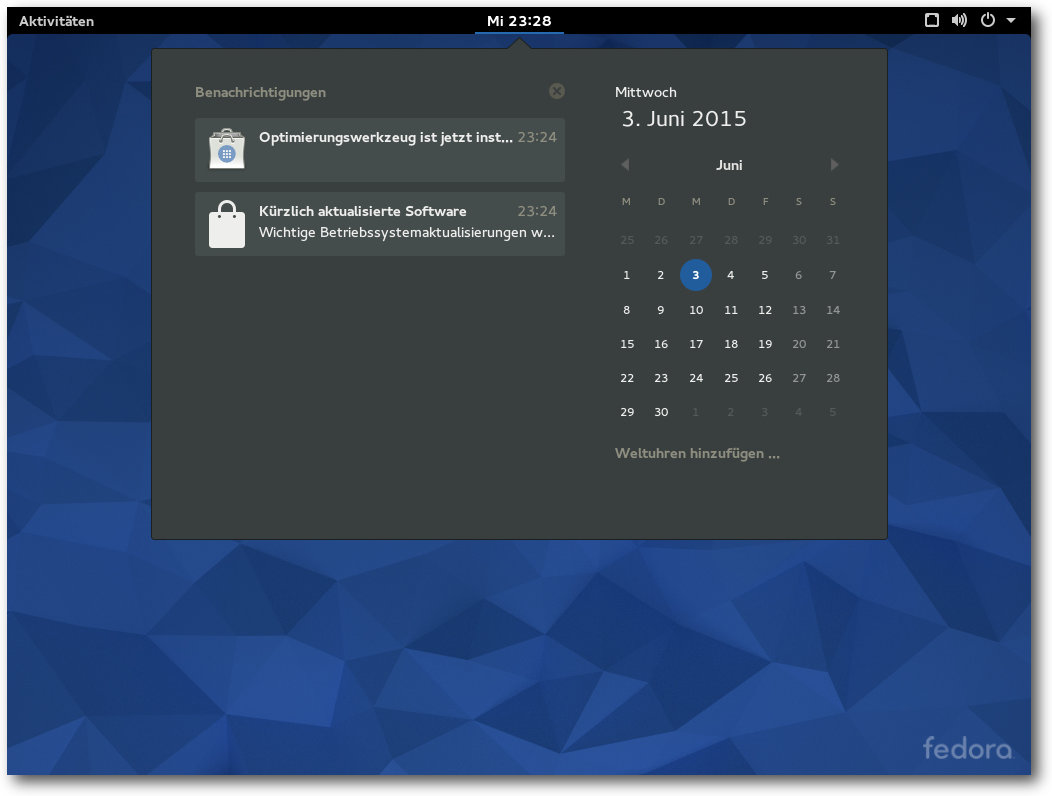 Aktivitäten
Mi 23:28
Benachrichtigungen
Optimierungswerkzeug ist jetzt inst... 23:24
Kürzlich aktualisierte Software 23:24
Wichtige Betriebssystemaktualisierungen w...
Mittwoch
3. Juni 2015
Juni
M D M D F S S
25 26 27 28 29 30 31
1 2 3 4 5 6 7
8 9 10 11 12 13 14
15 16 17 18 19 20 21
22 23 24 25 26 27 28
29 30 1 2 3 4 5
Weltuhren hinzufügen ...
fedora